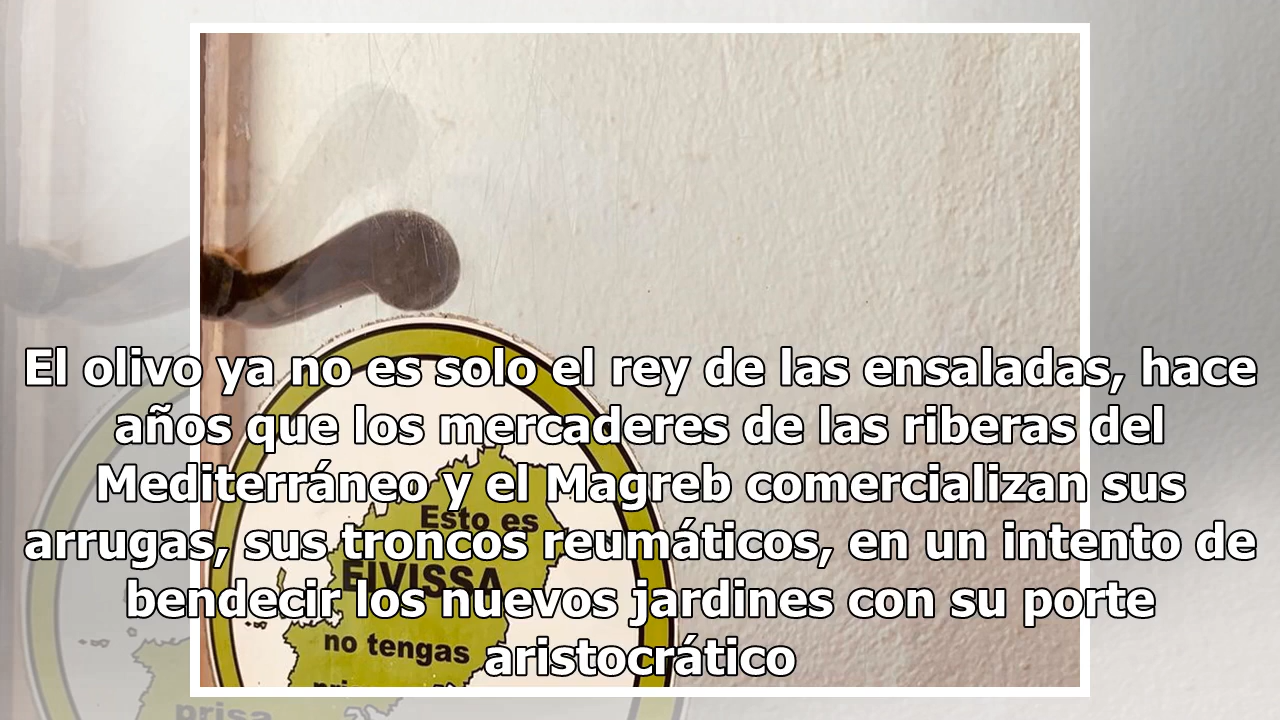 El olivo ya no es solo el rey de las ensaladas, hace
años que los mercaderes de las riberas del
Mediterráneo y el Magreb comercializan sus
arrugas, sus troncos reumáticos, en un intento de
bendecir los nuevos jardines con su porte
aristocrático
Esto es
EIVISSA
no tengas
prisa